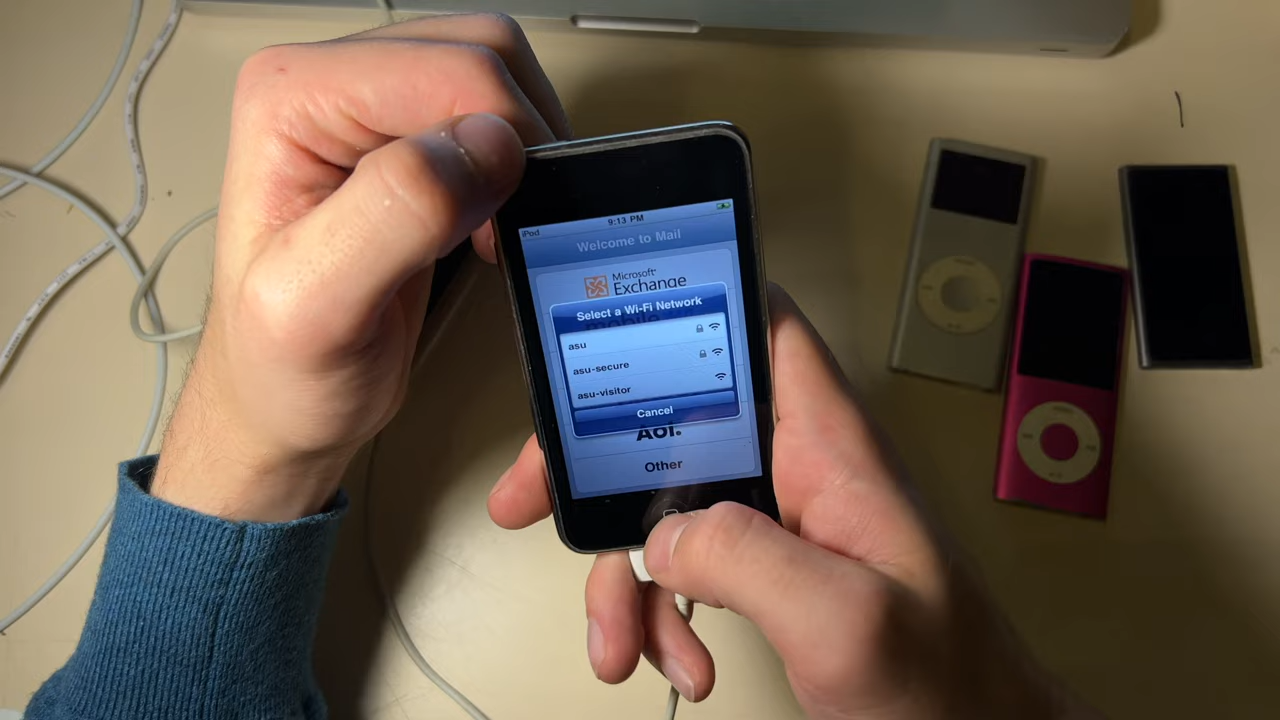 iPod 9:13 PM
Welcome to Mail
Microsoft
Exchange
Select a Wi-Fi Network
mobile
asu
asu-secure
asu-visitor
Cancel
Aol.
Other